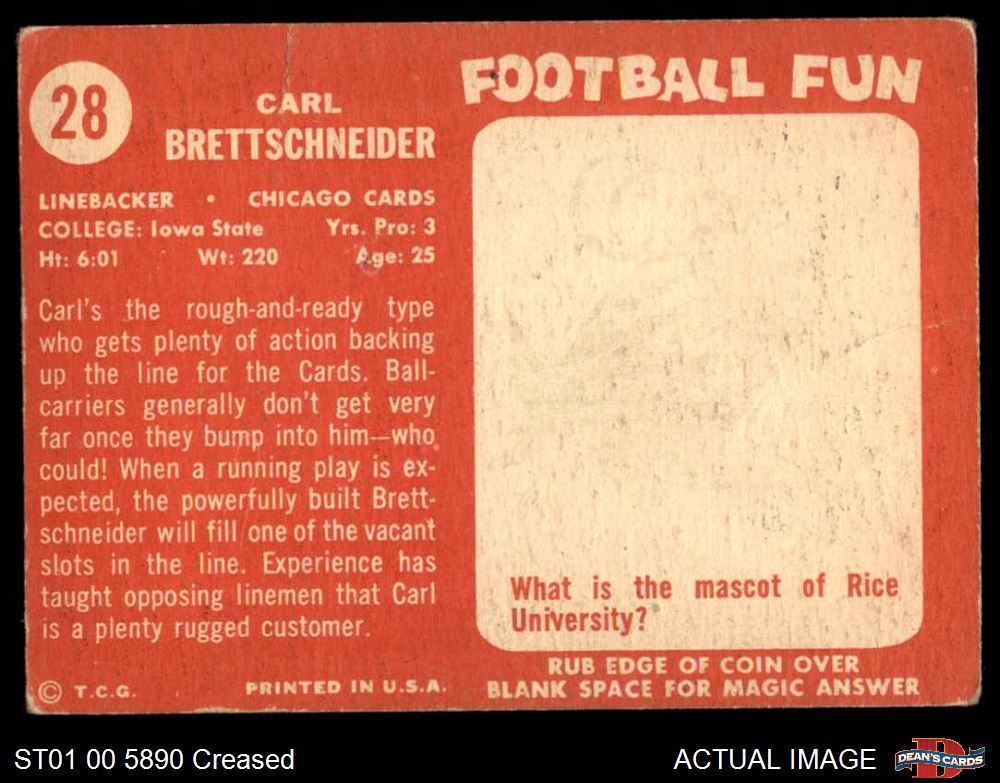 28
CARL
BRETTSCHNEIDER
LINEBACKER • CHICAGO CARDS
COLLEGE: Iowa State Yrs. Pro: 3
Ht: 6:01 Wt: 220 Age: 25
Carl's the rough-and-ready type
who gets plenty of action backing
up the line for the Cards. Ball-
carriers generally don't get very
far once they bump into him—who
could! When a running play is ex-
pected, the powerfully built Brett-
schneider will fill one of the vacant
slots in the line. Experience has
taught opposing linemen that Carl
is a plenty rugged customer.
© T.C.G. PRINTED IN U.S.A.
FOOTBALL FUN
What is the mascot of Rice
University?
RUB EDGE OF COIN OVER
BLANK SPACE FOR MAGIC ANSWER
ST01 00 5890 Creased
ACTUAL IMAGE
D
DEAN'S CARDS